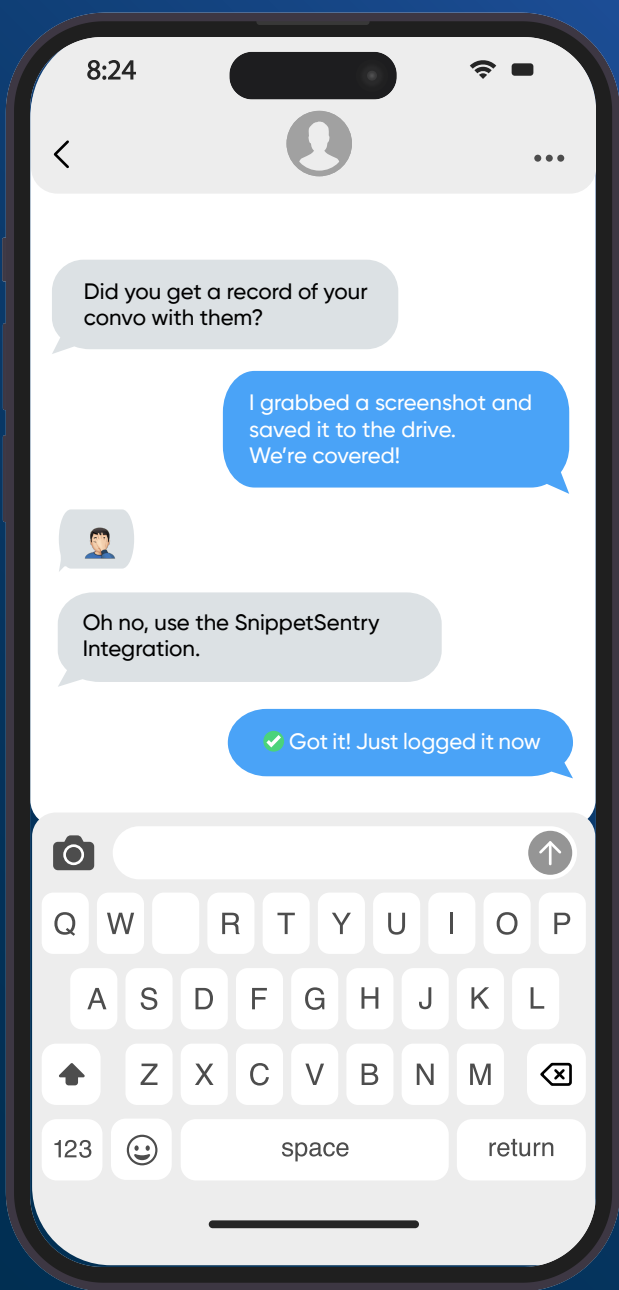 8:24
Did you get a record of your
convo with them?
I grabbed a screenshot and
saved it to the drive.
We're covered!
🤦🏻‍♂️
Oh no, use the SnippetSentry
Integration.
✅ Got it! Just logged it now
Q W R T Y U I O P
A S D F G H J K L
Z X C V B N M
123 space return